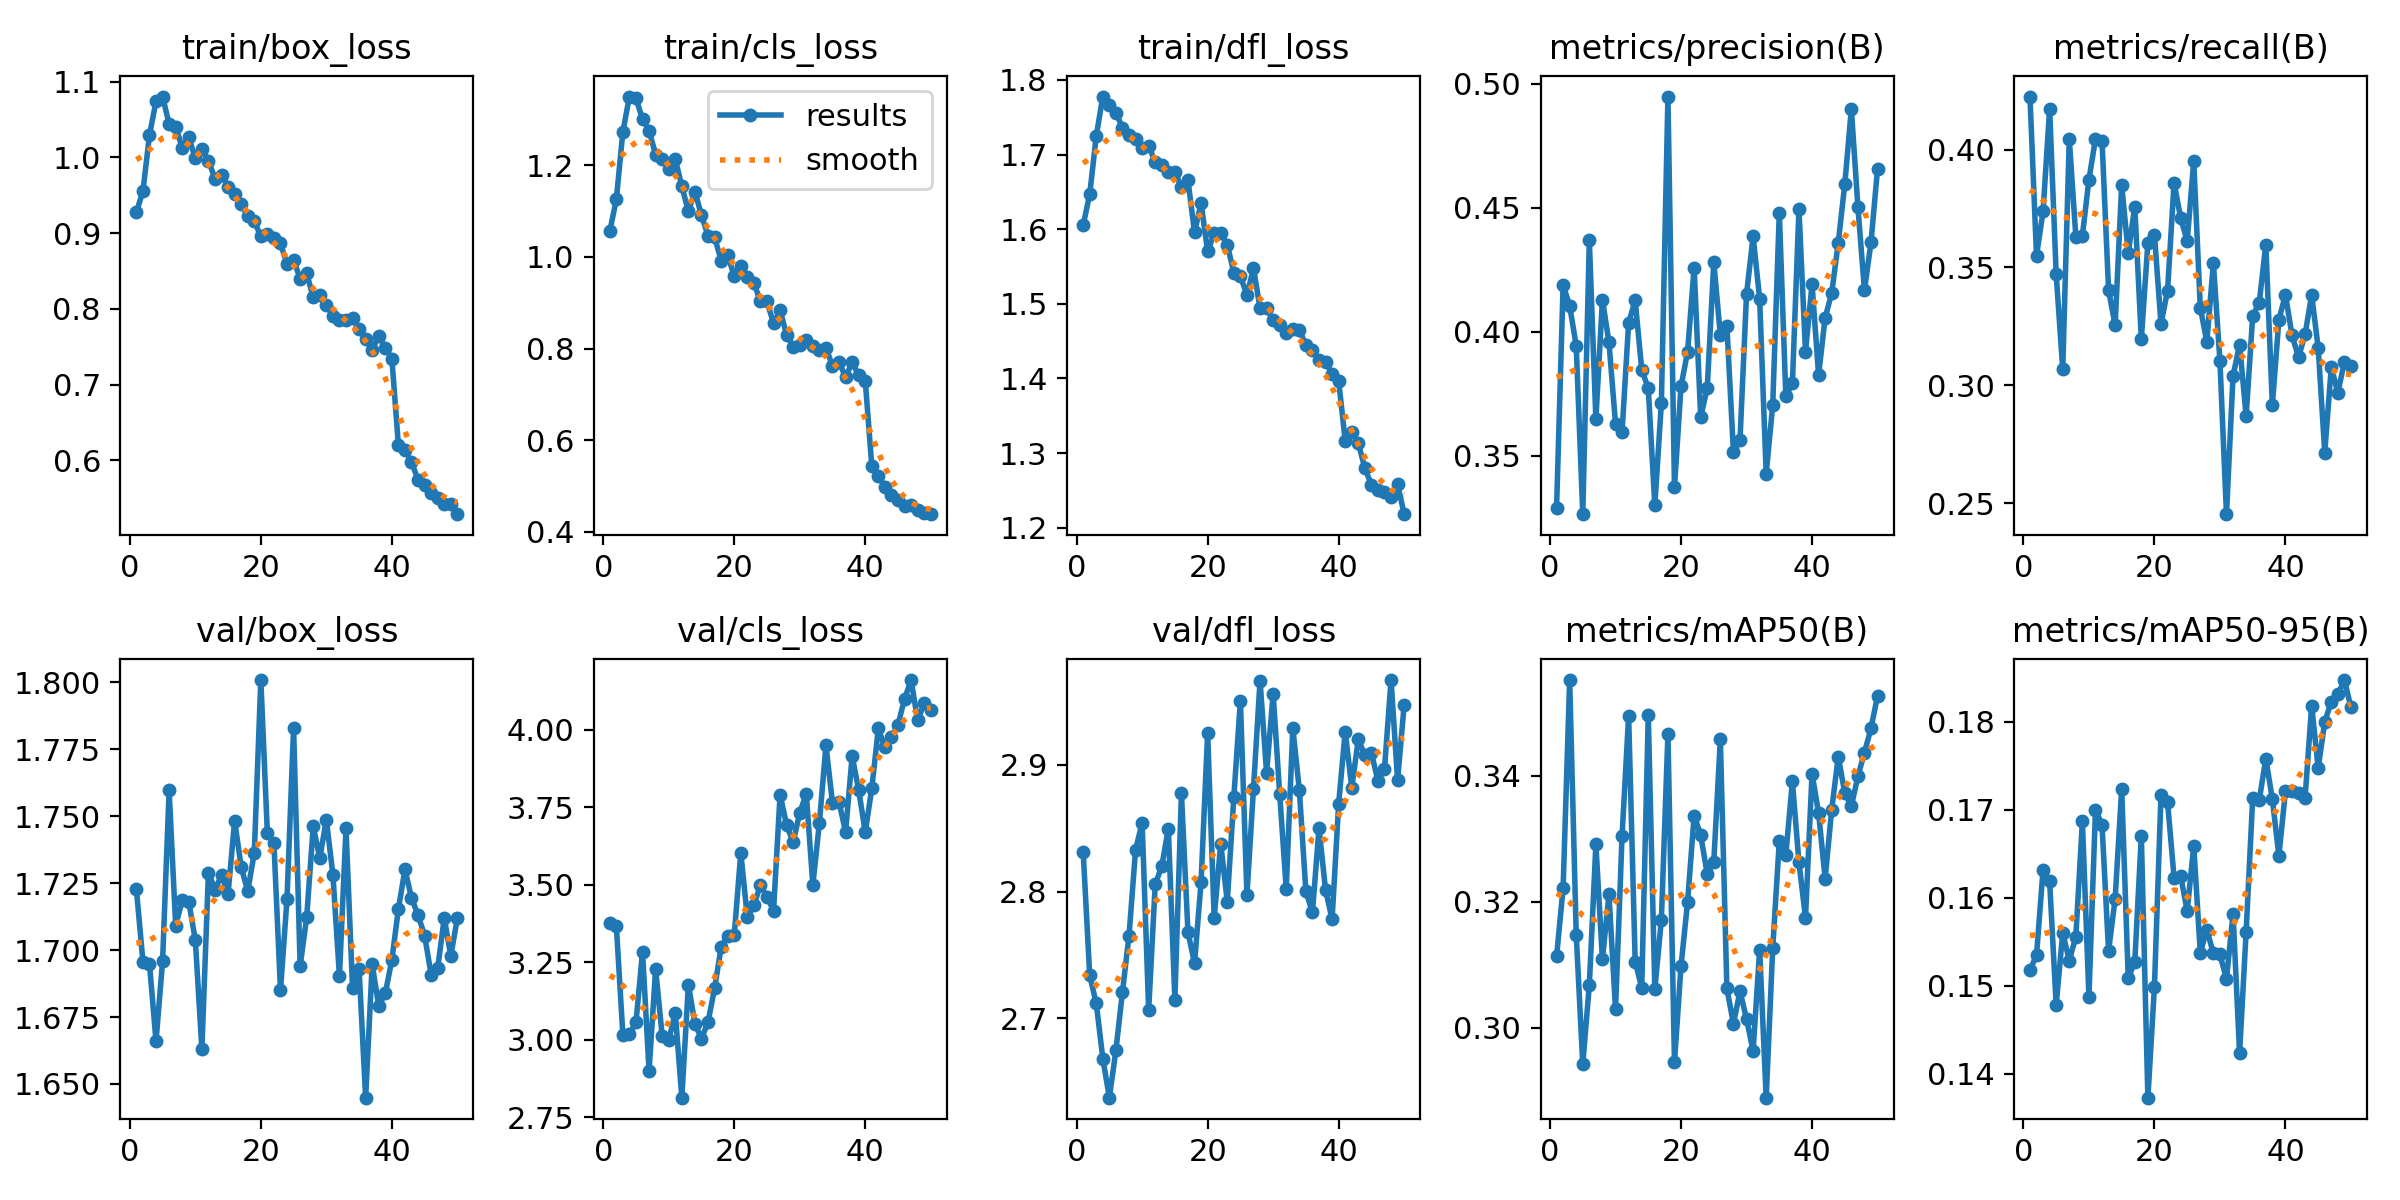 train/box_loss
1.1
1.0
0.9
0.8
0.7
0.6
0 20 40
train/cls_loss
results
smooth
1.2
1.0
0.8
0.6
0.4
0 20 40
train/dfl_loss
1.8
1.7
1.6
1.5
1.4
1.3
1.2
0 20 40
metrics/precision(B)
0.50
0.45
0.40
0.35
0 20 40
metrics/recall(B)
0.40
0.35
0.30
0.25
0 20 40
val/box_loss
1.800
1.775
1.750
1.725
1.700
1.675
1.650
0 20 40
val/cls_loss
4.00
3.75
3.50
3.25
3.00
2.75
0 20 40
val/dfl_loss
2.9
2.8
2.7
0 20 40
metrics/mAP50(B)
0.34
0.32
0.30
0 20 40
metrics/mAP50-95(B)
0.18
0.17
0.16
0.15
0.14
0 20 40